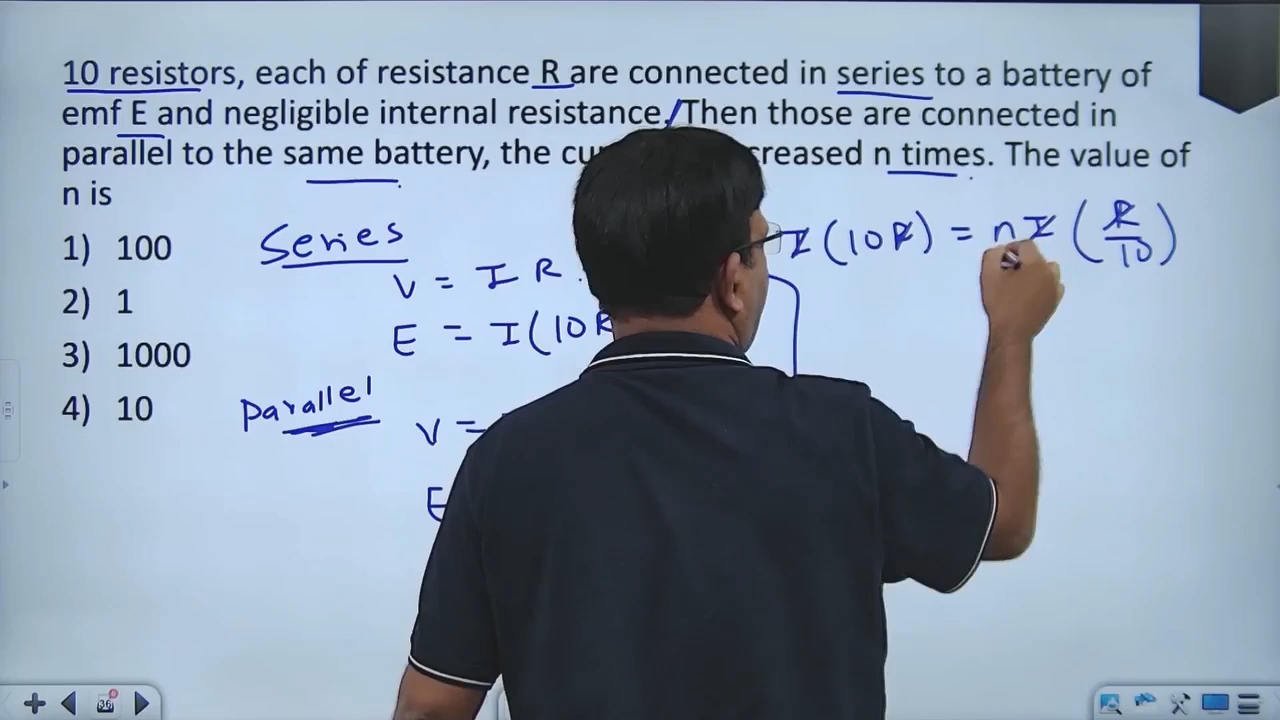 10 resistors, each of resistance R are connected in series to a battery of
emf E and negligible internal resistance. Then those are connected in
parallel to the same battery, the cu creased n times. The value of
n is
1) 100
2) 1
3) 1000
4) 10
Series
V = I R
E = I(10R
Parallel
V =
E
I(10R) = nI(R/10)